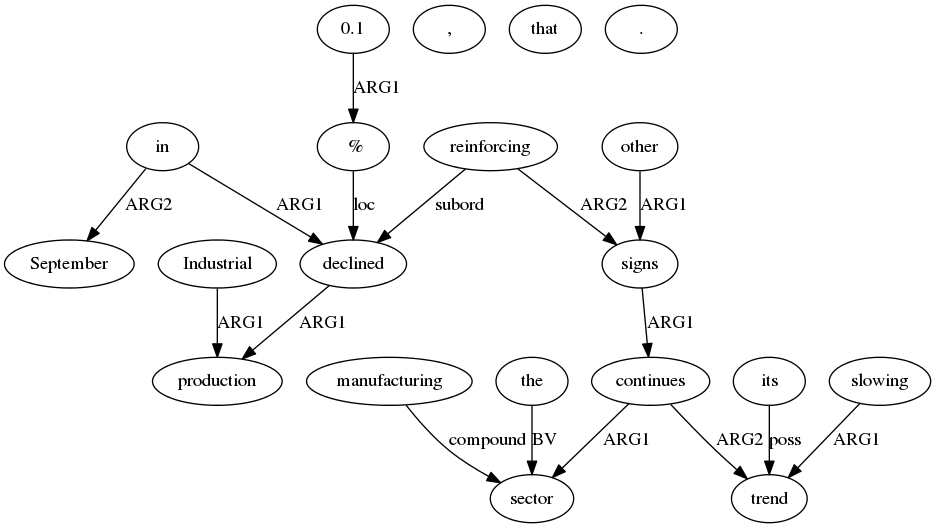 0.1 , that .
ARG1
in % reinforcing other
ARG2 ARG1 loc subord ARG2 ARG1
September Industrial declined signs
ARG1 ARG1 ARG1
production manufacturing the continues its slowing
compound BV ARG1 ARG2 poss ARG1
sector trend